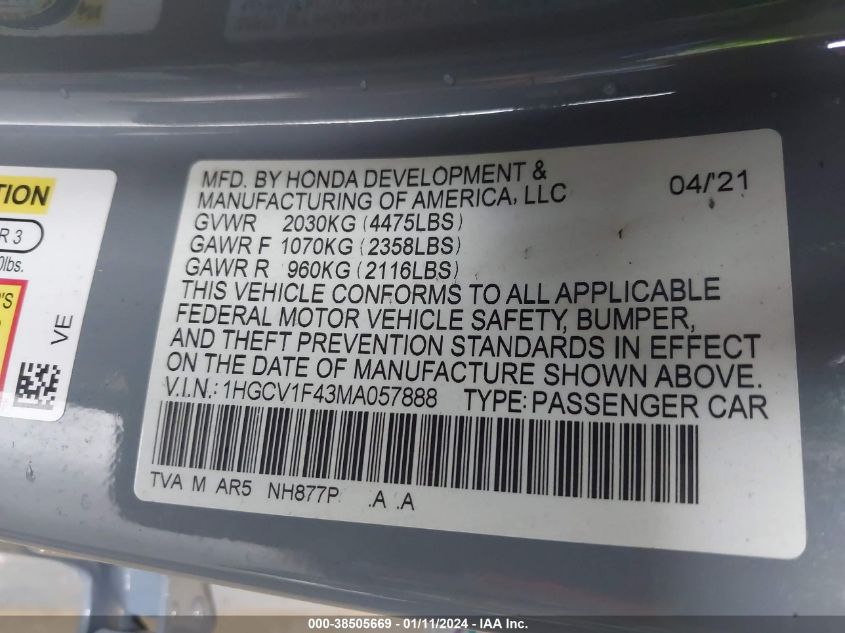 TION
R 3
0lbs.
'S
VE
MFD. BY HONDA DEVELOPMENT &
MANUFACTURING OF AMERICA, LLC
04/'21
GVWR 2030KG (4475LBS)
GAWR F 1070KG (2358LBS)
GAWR R 960KG (2116LBS)
THIS VEHICLE CONFORMS TO ALL APPLICABLE
FEDERAL MOTOR VEHICLE SAFETY, BUMPER,
AND THEFT PREVENTION STANDARDS IN EFFECT
ON THE DATE OF MANUFACTURE SHOWN ABOVE.
V.I.N.: 1HGCV1F43MA057888 TYPE: PASSENGER CAR
TVA M AR5 NH877P .A .A
000-38505669 - 01/11/2024 - IAA Inc.